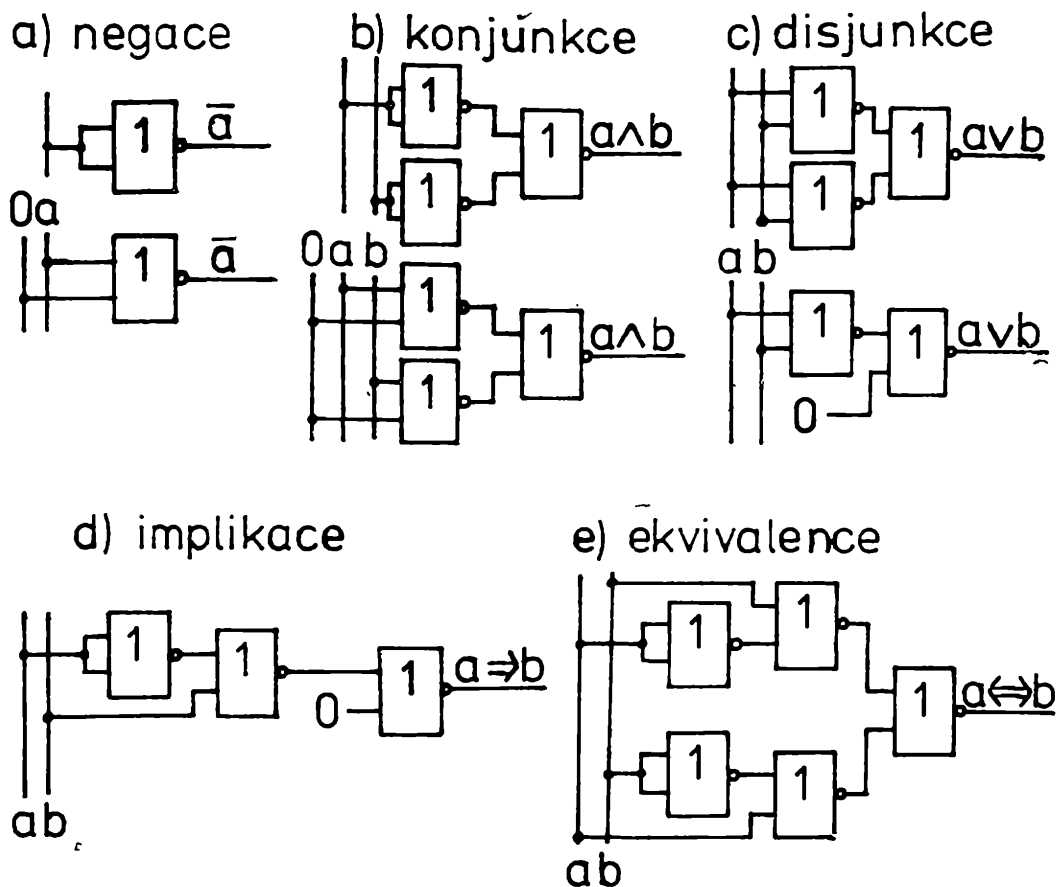 a) negace
1
a̅
0a
1
a̅
b) konjunkce
1
1
1
a∧b
0ab
1
1
1
a∧b
c) disjunkce
1
1
1
a∨b
ab
1
1
0
a∨b
d) implikace
1
1
0
1
a⇒b
ab
e) ekvivalence
1
1
1
1
1
a⇔b
ab